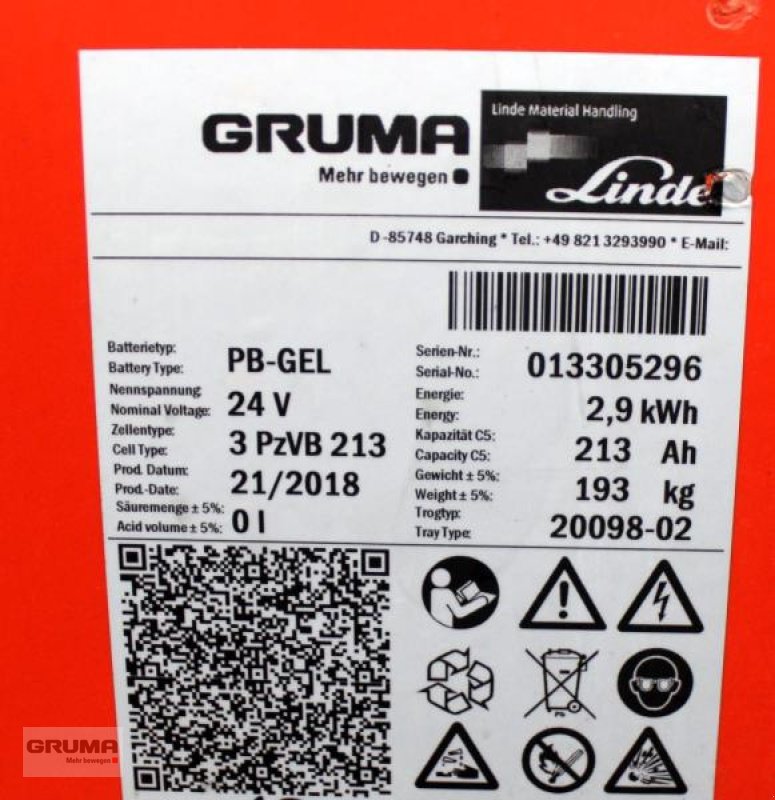 GRUMA
Mehr bewegen
Linde Material Handling
Linde
D-85748 Garching * Tel.: +49 821 3293990 * E-Mail:
Batterietyp:
Battery Type:
PB-GEL
Nennspannung
Nominal Voltage:
24 V
Zellentype:
Cell Type:
3 PzVB 213
Prod. Datum:
Prod.-Date:
21/2018
Säuremenge ± 5%:
Acid volume ± 5%:
0 l
Serien-Nr.:
Serial-No.:
013305296
Energie:
Energy:
2,9 kWh
Kapazität C5:
Capacity C5:
213 Ah
Gewicht ± 5%:
Weight ± 5%:
193 kg
Trogtyp:
Tray Type:
20098-02
Pb
GRUMA
Mehr bewegen